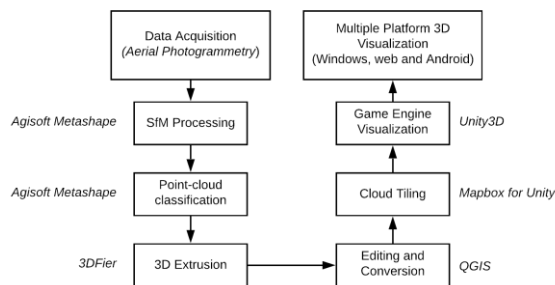 Data Acquisition
(Aerial Photogrammetry)
Agisoft Metashape
SfM Processing
Agisoft Metashape
Point-cloud
classification
3DFier
3D Extrusion
Editing and
Conversion
QGIS
Cloud Tiling
Mapbox for Unity
Game Engine
Visualization
Unity3D
Multiple Platform 3D
Visualization
(Windows, web and Android)